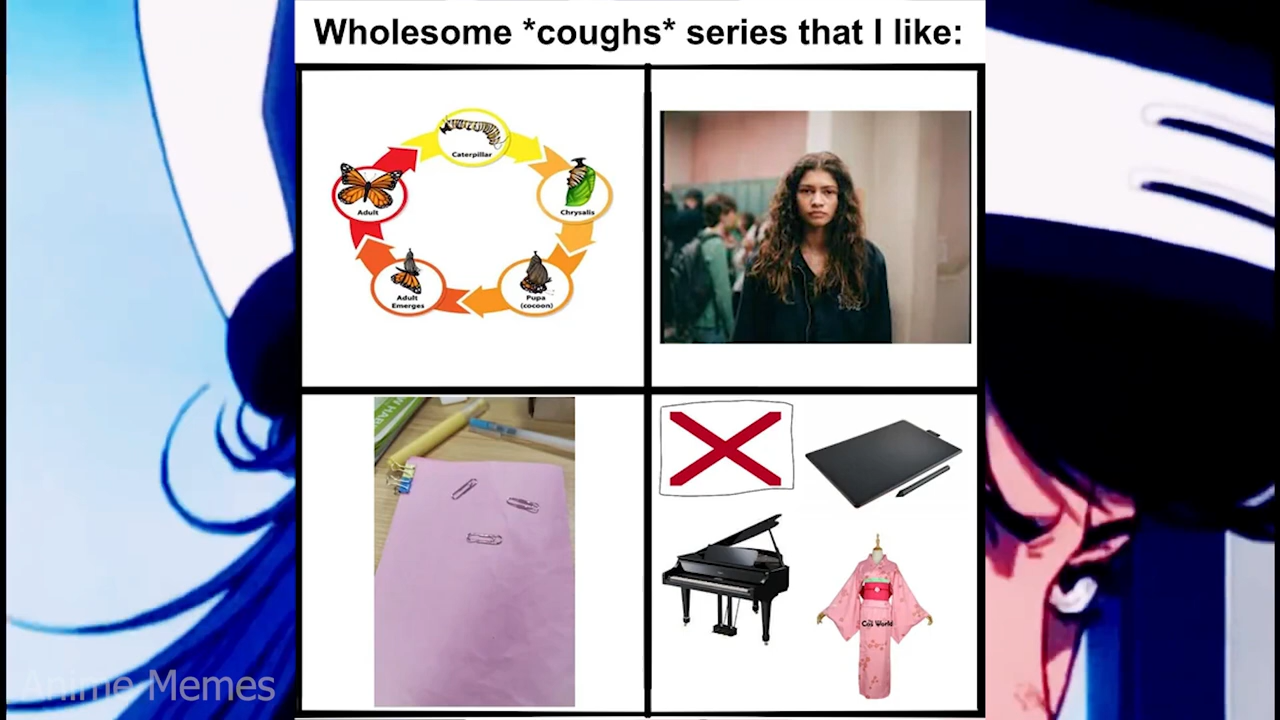 Wholesome *coughs* series that I like:
Caterpillar
Adult
Chrysalis
Adult
Emerges
Pupa
(cocoon)
Cos World
Anime Memes